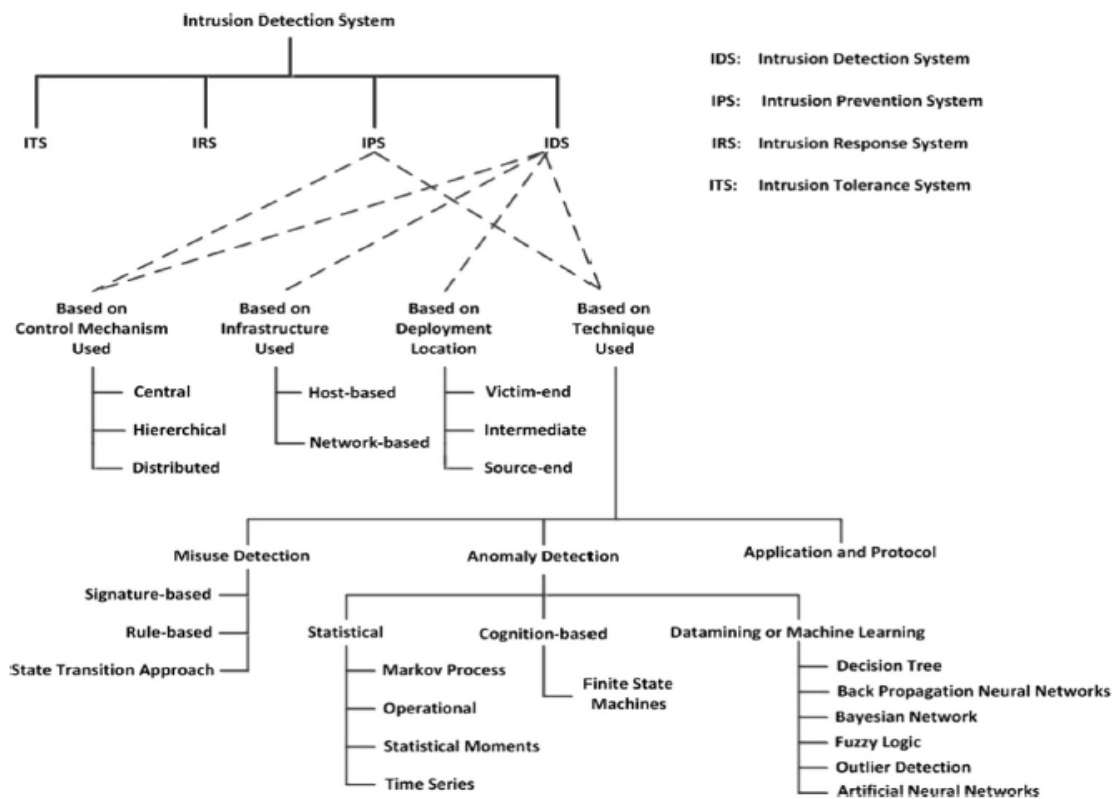 Intrusion Detection System
IDS: Intrusion Detection System
IPS: Intrusion Prevention System
IRS: Intrusion Response System
ITS: Intrusion Tolerance System
ITS
IRS
IPS
IDS
Based on
Control Mechanism
Used
Central
Hiererchical
Distributed
Based on
Infrastructure
Used
Host-based
Network-based
Based on
Deployment
Location
Victim-end
Intermediate
Source-end
Based on
Technique
Used
Misuse Detection
Signature-based
Rule-based
State Transition Approach
Anomaly Detection
Statistical
Markov Process
Operational
Statistical Moments
Time Series
Cognition-based
Finite State
Machines
Datamining or Machine Learning
Decision Tree
Back Propagation Neural Networks
Bayesian Network
Fuzzy Logic
Outlier Detection
Artificial Neural Networks
Application and Protocol